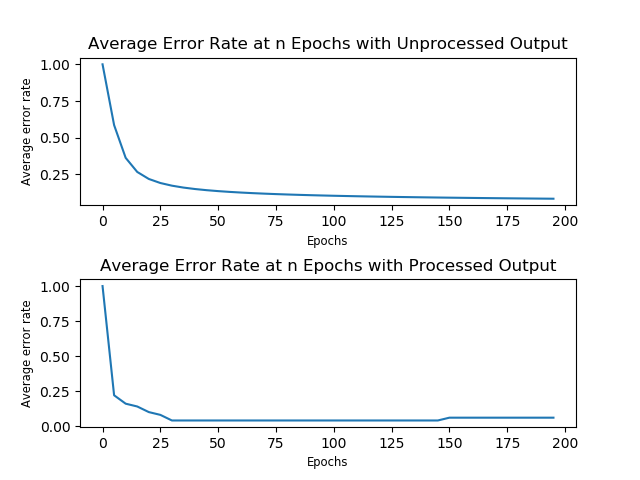 Average Error Rate at n Epochs with Unprocessed Output
1.00
0.75
0.50
0.25
Average error rate
0 25 50 75 100 125 150 175 200
Epochs
Average Error Rate at n Epochs with Processed Output
1.00
0.75
0.50
0.25
0.00
Average error rate
0 25 50 75 100 125 150 175 200
Epochs